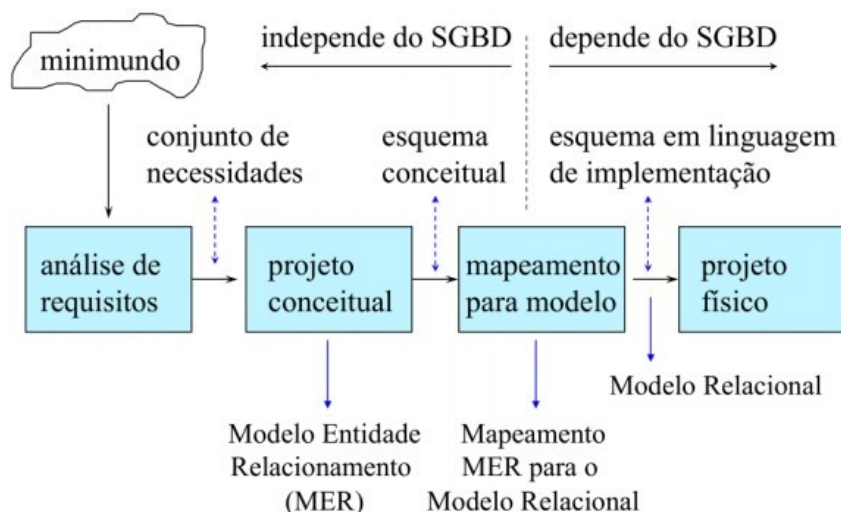 minimundo
independe do SGBD
depende do SGBD
conjunto de
necessidades
esquema
conceitual
esquema em linguagem
de implementação
análise de
requisitos
projeto
conceitual
mapeamento
para modelo
projeto
físico
Modelo Relacional
Modelo Entidade
Relacionamento
(MER)
Mapeamento
MER para o
Modelo Relacional